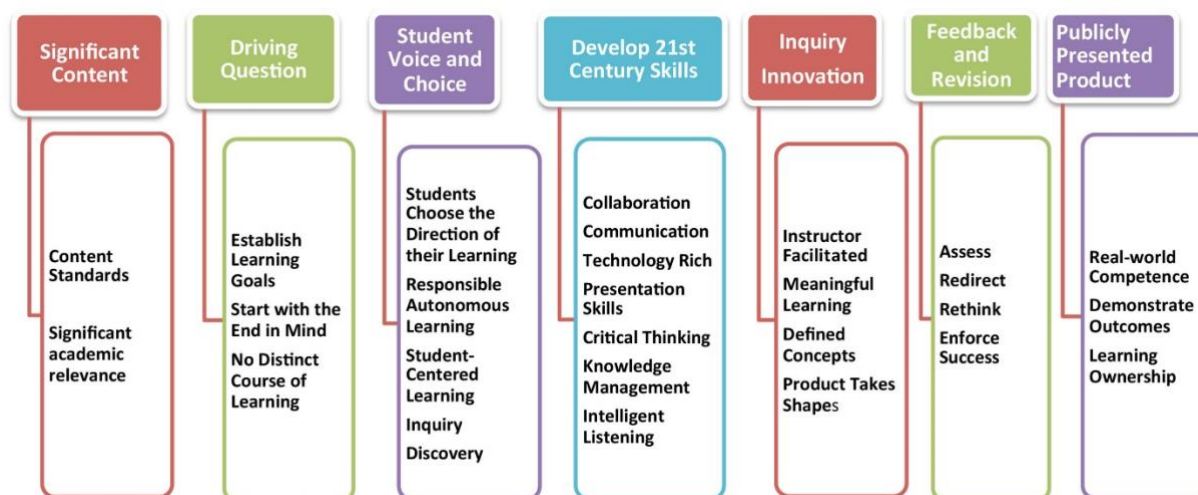 Significant
Content
Content
Standards
Significant
academic
relevance
Driving
Question
Establish
Learning
Goals
Start with the
End in Mind
No Distinct
Course of
Learning
Student
Voice and
Choice
Students
Choose the
Direction of
their Learning
Responsible
Autonomous
Learning
Student-
Centered
Learning
Inquiry
Discovery
Develop 21st
Century Skills
Collaboration
Communication
Technology Rich
Presentation
Skills
Critical Thinking
Knowledge
Management
Intelligent
Listening
Inquiry
Innovation
Instructor
Facilitated
Meaningful
Learning
Defined
Concepts
Product Takes
Shapes
Feedback
and
Revision
Assess
Redirect
Rethink
Enforce
Success
Publicly
Presented
Product
Real-world
Competence
Demonstrate
Outcomes
Learning
Ownership